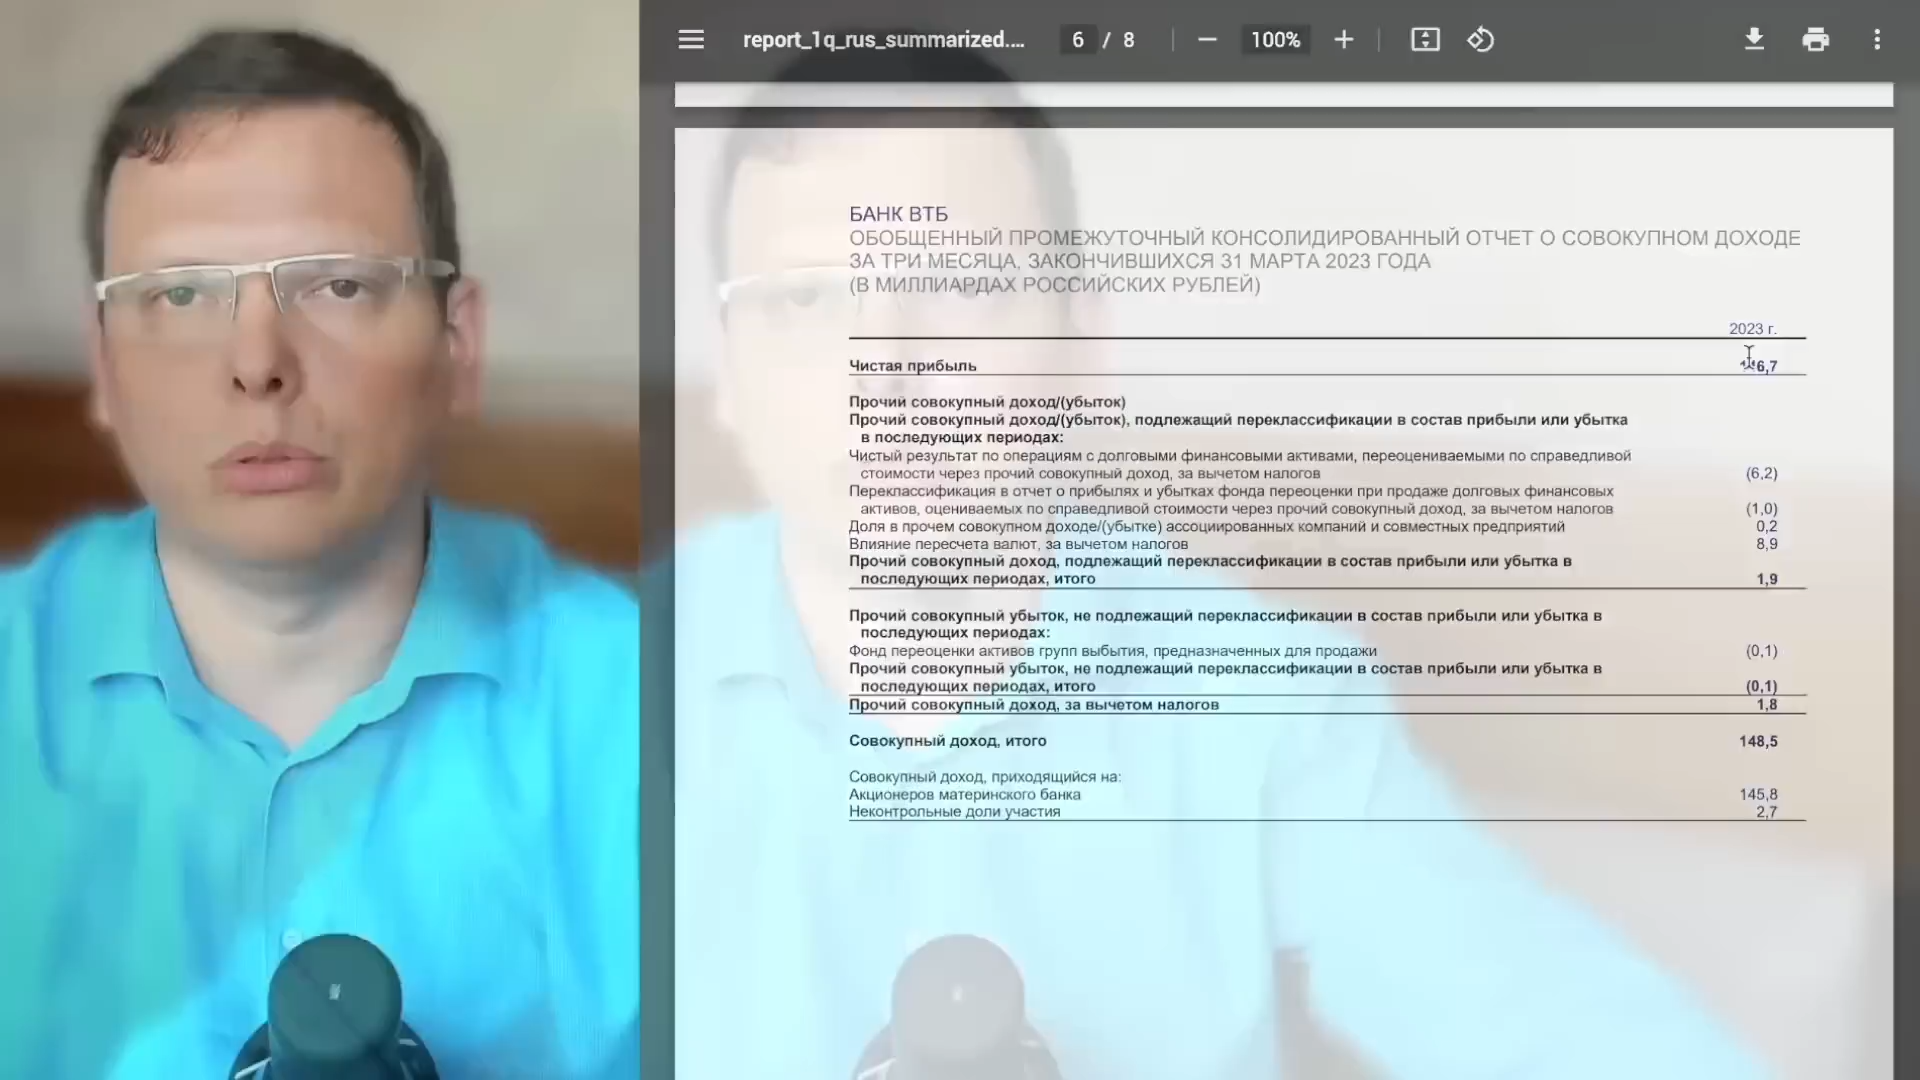 report_1q_rus_summarized....
6 / 8
100%
БАНК ВТБ
ОБОБЩЕННЫЙ ПРОМЕЖУТОЧНЫЙ КОНСОЛИДИРОВАННЫЙ ОТЧЕТ О СОВОКУПНОМ ДОХОДЕ
ЗА ТРИ МЕСЯЦА, ЗАКОНЧИВШИХСЯ 31 МАРТА 2023 ГОДА
(В МИЛЛИАРДАХ РОССИЙСКИХ РУБЛЕЙ)
2023 г.
Чистая прибыль
Прочий совокупный доход/(убыток)
Прочий совокупный доход/(убыток), подлежащий переклассификации в состав прибыли или убытка
в последующих периодах:
Чистый результат по операциям с долговыми финансовыми активами, переоцениваемыми по справедливой
стоимости через прочий совокупный доход, за вычетом налогов (6,2)
Переклассификация в отчет о прибылях и убытках фонда переоценки при продаже долговых финансовых
активов, оцениваемых по справедливой стоимости через прочий совокупный доход, за вычетом налогов (1,0)
Доля в прочем совокупном доходе/(убытке) ассоциированных компаний и совместных предприятий 0,2
Влияние пересчета валют, за вычетом налогов 8,9
Прочий совокупный доход, подлежащий переклассификации в состав прибыли или убытка в
последующих периодах, итого 1,9
Прочий совокупный убыток, не подлежащий переклассификации в состав прибыли или убытка в
последующих периодах:
Фонд переоценки активов групп выбытия, предназначенных для продажи (0,1)
Прочий совокупный убыток, не подлежащий переклассификации в состав прибыли или убытка в
последующих периодах, итого (0,1)
Прочий совокупный доход, за вычетом налогов 1,8
Совокупный доход, итого 148,5
Совокупный доход, приходящийся на:
Акционеров материнского банка 145,8
Неконтрольные доли участия 2,7